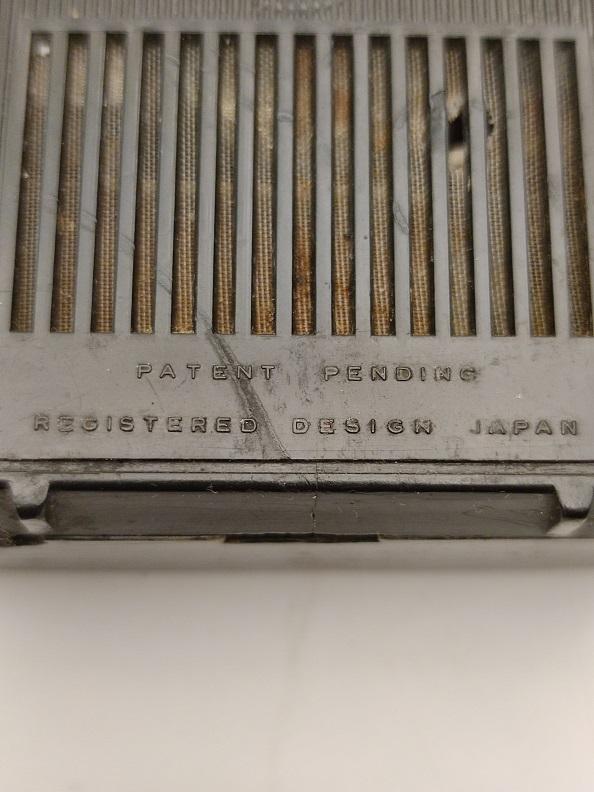 PATENT PENDING
REGISTERED DESIGN JAPAN